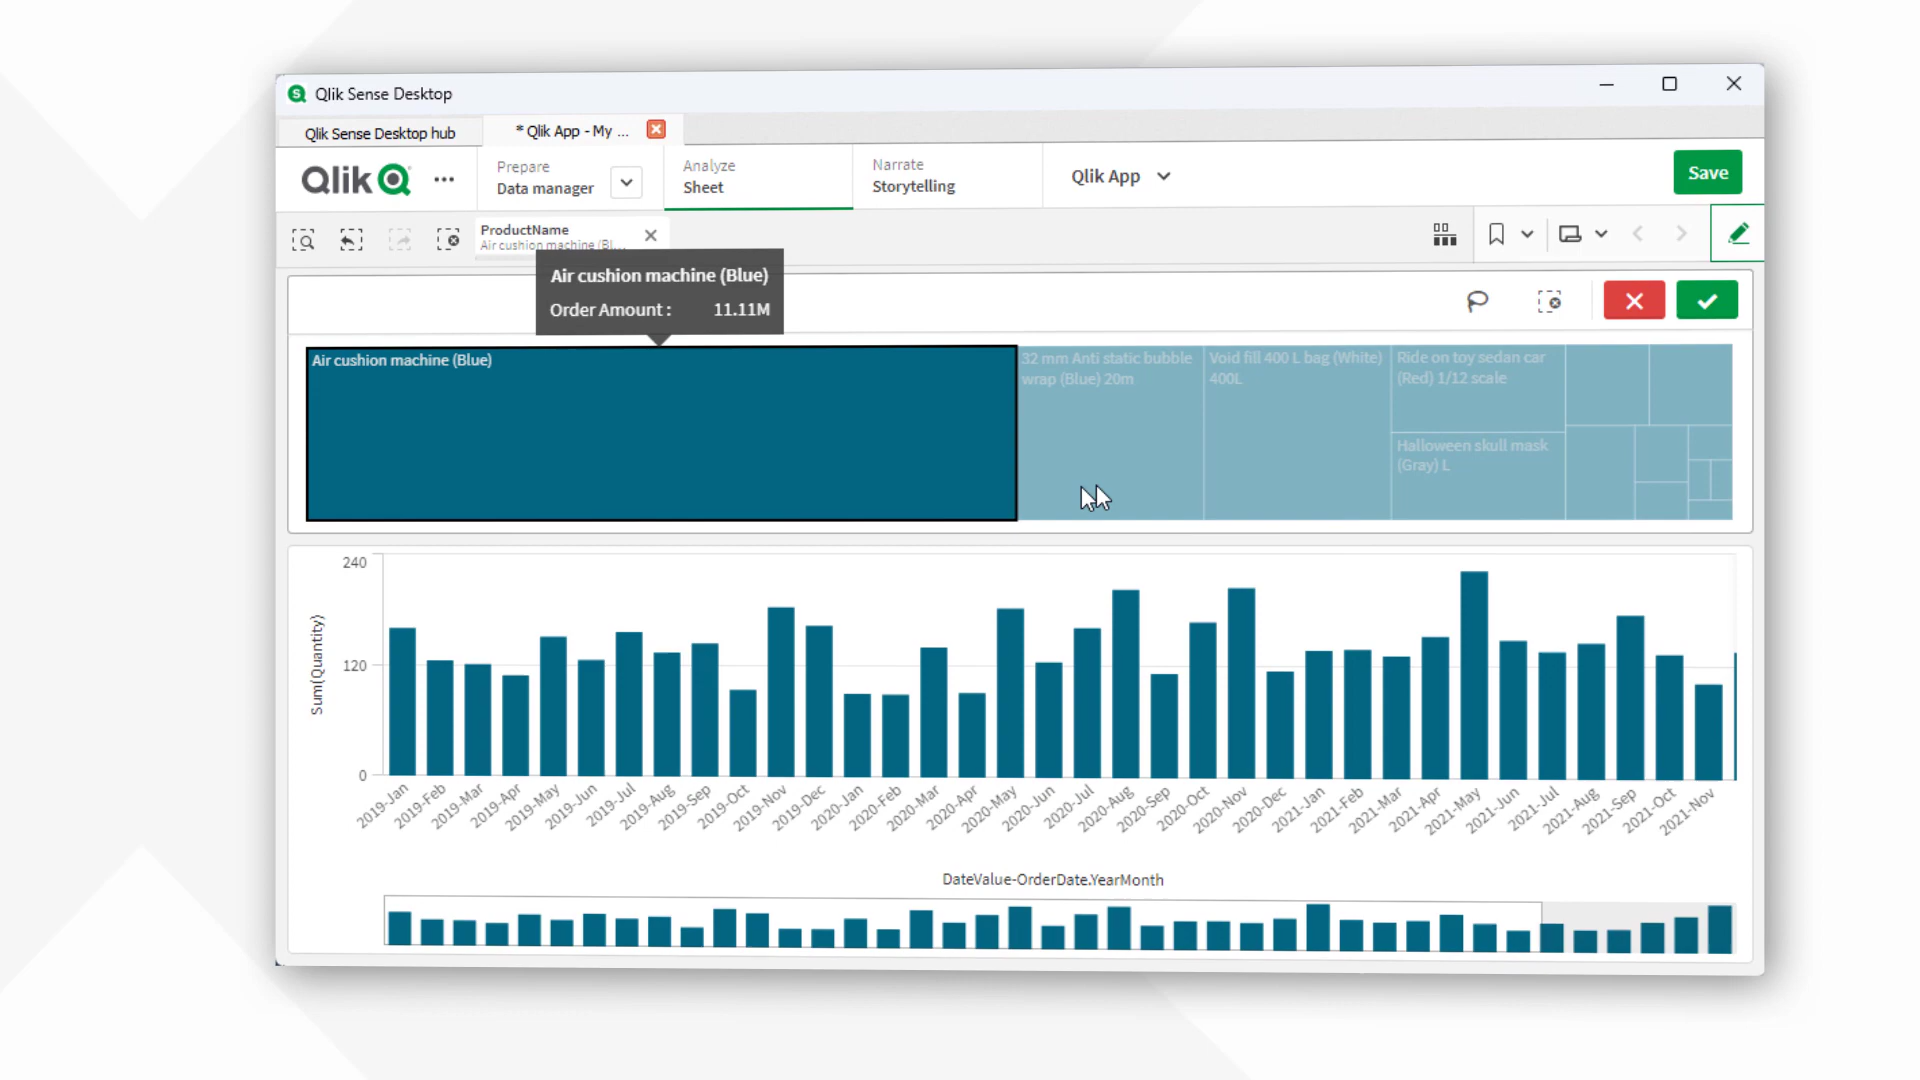 Qlik Sense Desktop
Qlik Sense Desktop hub
* Qlik App - My ...
Qlik
Prepare
Data manager
Analyze
Sheet
Narrate
Storytelling
Qlik App
Save
ProductName
Air cushion machine (Bl...
Air cushion machine (Blue)
Order Amount : 11.11M
Air cushion machine (Blue)
32 mm Anti static bubble
wrap (Blue) 20m
Void fill 400 L bag (White)
400L
Ride on toy sedan car
(Red) 1/12 scale
Halloween skull mask
(Gray) L
240
120
0
Sum(Quantity)
2019-Jan
2019-Feb
2019-Mar
2019-Apr
2019-May
2019-Jun
2019-Jul
2019-Aug
2019-Sep
2019-Oct
2019-Nov
2019-Dec
2020-Jan
2020-Feb
2020-Mar
2020-Apr
2020-May
2020-Jun
2020-Jul
2020-Aug
2020-Sep
2020-Oct
2020-Nov
2020-Dec
2021-Jan
2021-Feb
2021-Mar
2021-Apr
2021-May
2021-Jun
2021-Jul
2021-Aug
2021-Sep
2021-Oct
2021-Nov
DateValue-OrderDate.YearMonth